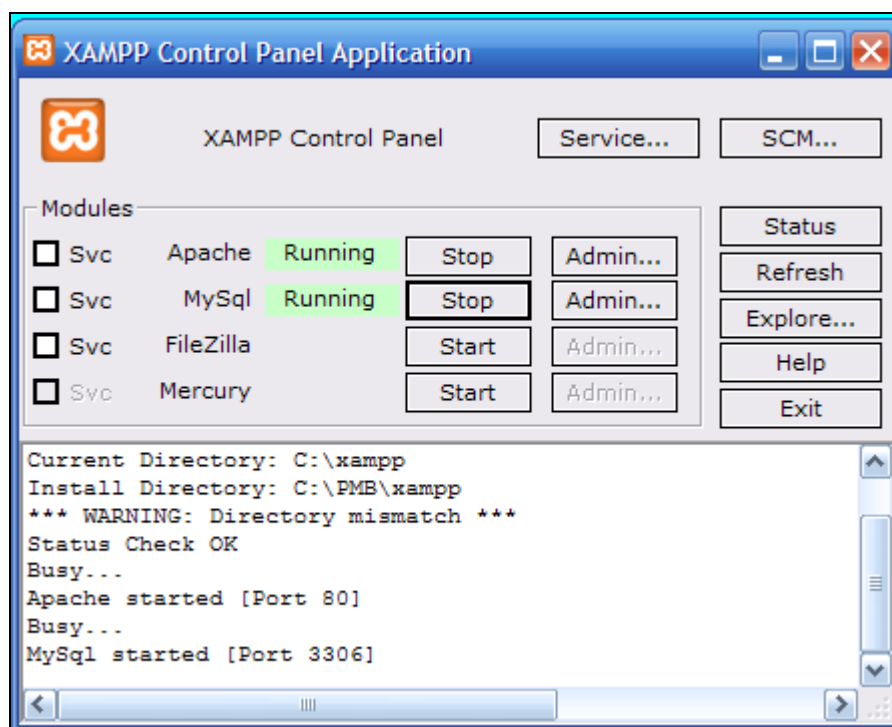 XAMPP Control Panel Application
XAMPP Control Panel Service... SCM...
Modules
Status
Svc Apache Running Stop Admin...
Refresh
Svc MySql Running Stop Admin...
Explore...
Svc FileZilla Start Admin...
Help
Svc Mercury Start Admin...
Exit
Current Directory: C:\xampp
Install Directory: C:\PMB\xampp
*** WARNING: Directory mismatch ***
Status Check OK
Busy...
Apache started [Port 80]
Busy...
MySql started [Port 3306]